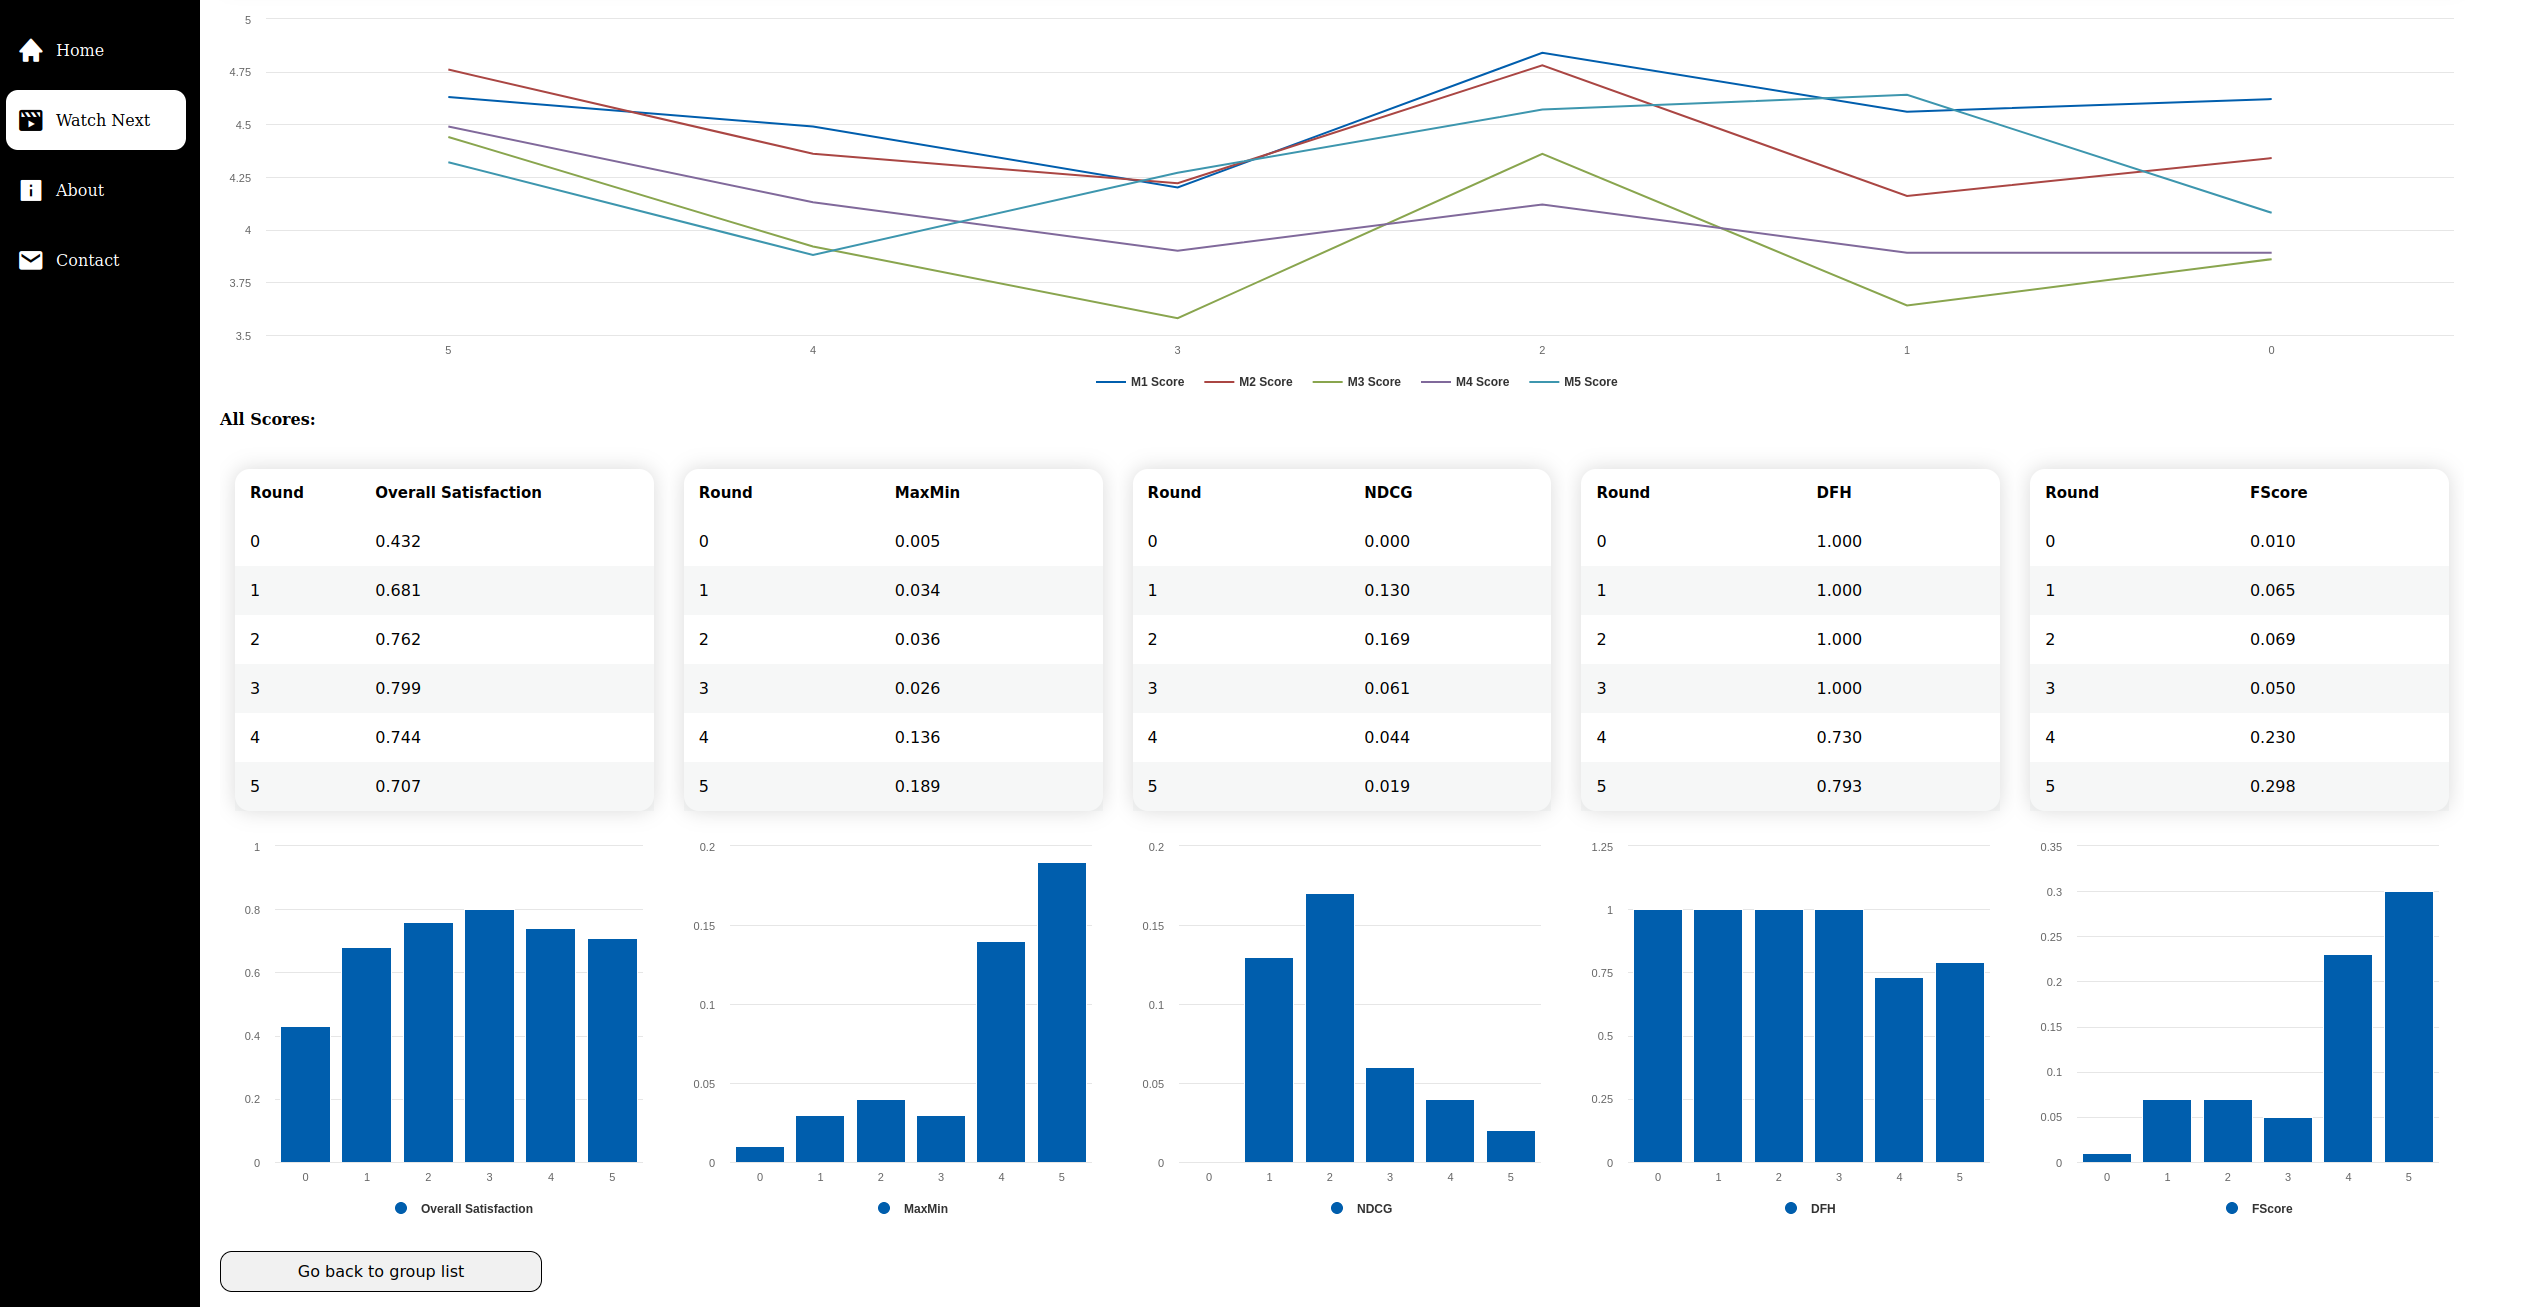 Home
Watch Next
About
Contact
5
4.75
4.5
4.25
4
3.75
3.5
5 4 3 2 1 0
M1 Score M2 Score M3 Score M4 Score M5 Score
All Scores:
Round Overall Satisfaction
0 0.432
1 0.681
2 0.762
3 0.799
4 0.744
5 0.707
Round MaxMin
0 0.005
1 0.034
2 0.036
3 0.026
4 0.136
5 0.189
Round NDCG
0 0.000
1 0.130
2 0.169
3 0.061
4 0.044
5 0.019
Round DFH
0 1.000
1 1.000
2 1.000
3 1.000
4 0.730
5 0.793
Round FScore
0 0.010
1 0.065
2 0.069
3 0.050
4 0.230
5 0.298
1
0.8
0.6
0.4
0.2
0
0 1 2 3 4 5
Overall Satisfaction
0.2
0.15
0.1
0.05
0
0 1 2 3 4 5
MaxMin
0.2
0.15
0.1
0.05
0
0 1 2 3 4 5
NDCG
1.25
1
0.75
0.5
0.25
0
0 1 2 3 4 5
DFH
0.35
0.3
0.25
0.2
0.15
0.1
0.05
0
0 1 2 3 4 5
FScore
Go back to group list